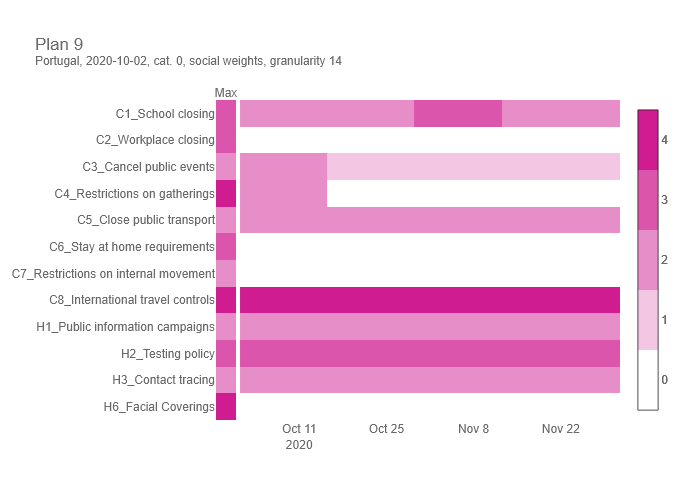 Plan 9
Portugal, 2020-10-02, cat. 0, social weights, granularity 14
Max
C1_School closing
C2_Workplace closing
C3_Cancel public events
C4_Restrictions on gatherings
C5_Close public transport
C6_Stay at home requirements
C7_Restrictions on internal movement
C8_International travel controls
H1_Public information campaigns
H2_Testing policy
H3_Contact tracing
H6_Facial Coverings
Oct 11
2020
Oct 25
Nov 8
Nov 22
4
3
2
1
0